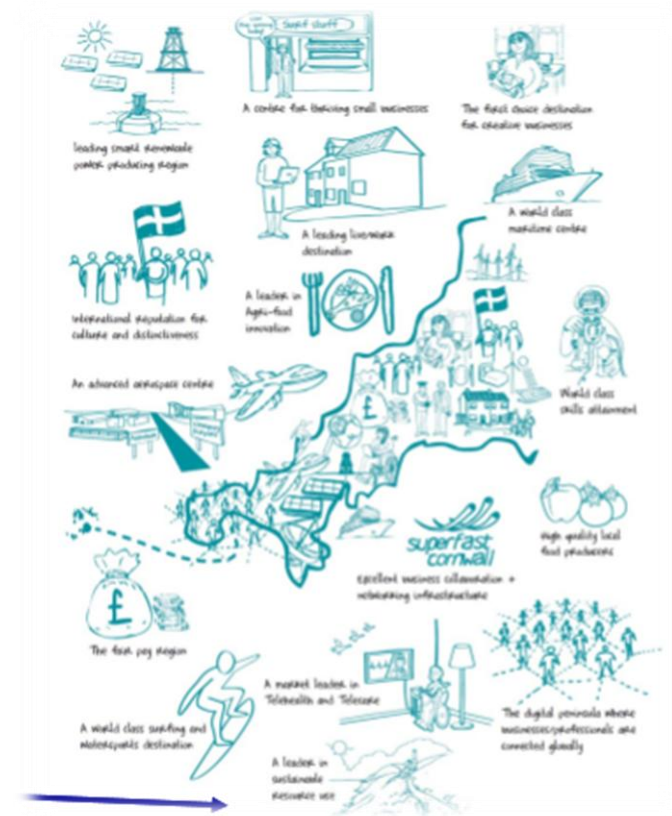 Surf Stuff
A centre for thriving small businesses
The first choice destination
for creative businesses
leading smart renewable
power producing region
A leading live/work
destination
A world class
maritime centre
International reputation for
culture and distinctiveness
A leader in
Agri-food
innovation
An advanced aerospace centre
World class
skills attainment
£
£
superfast
cornwall
High quality local
food producers
Excellent business collaboration +
networking infrastructure
The fair pay region
A market leader in
Telehealth and Telecare
A world class surfing and
watersports destination
The digital peninsula where
businesses/professionals are
connected globally
A leader in
sustainable
resource use